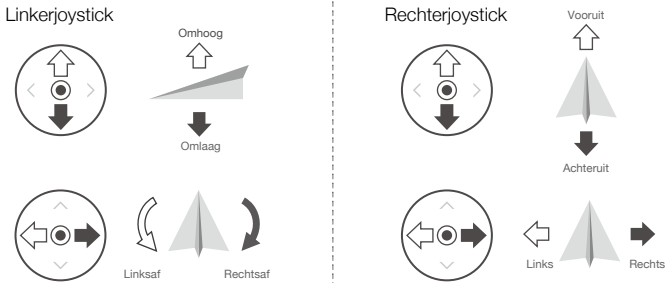 Linkerjoystick
Omhoog
Omlaag
Linksaf
Rechtsaf
Rechterjoystick
Vooruit
Achteruit
Links
Rechts